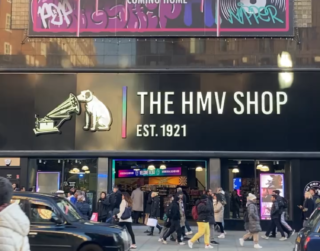 COMING HOME
POP
THE HMV SHOP
EST. 1921